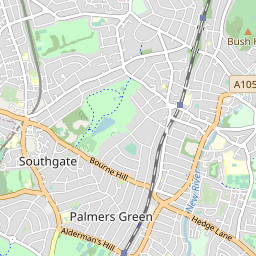 Bush H
A105
Southgate
Bourne Hill
New River
Palmers Green
Hedge Lane
Alderman's Hill